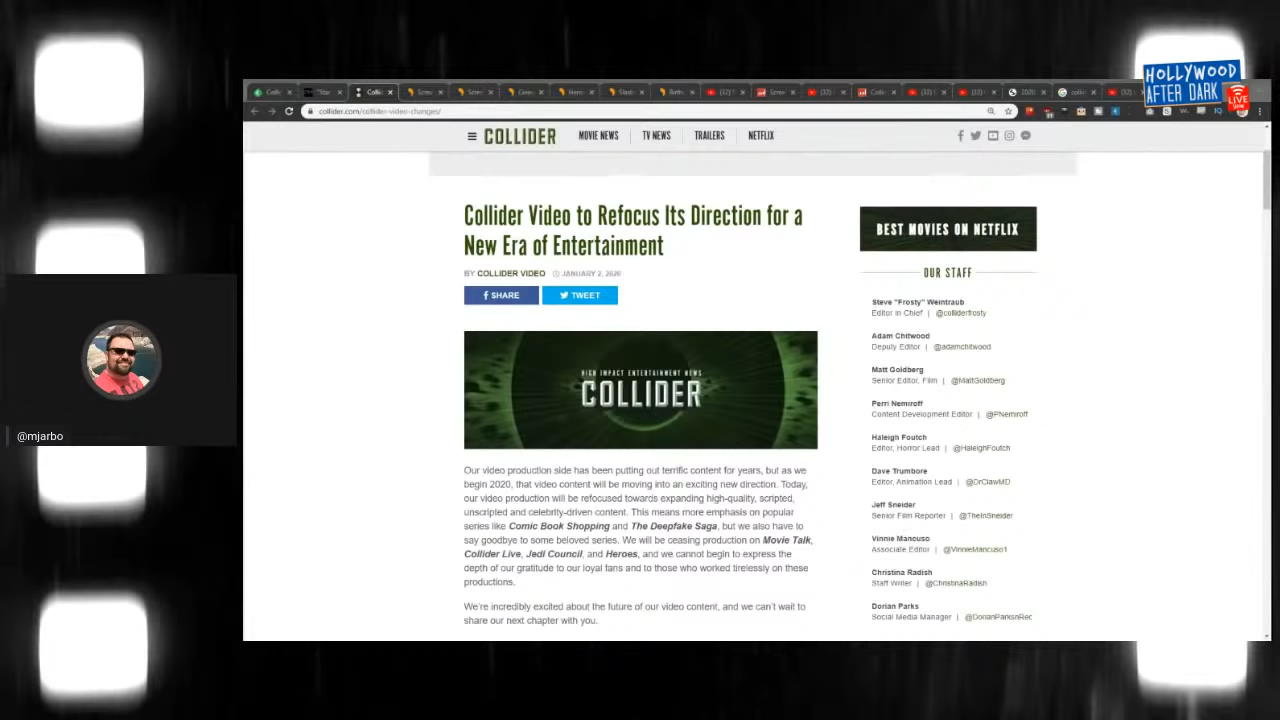 HOLLYWOOD
AFTER DARK
LIVE
collider.com/collider-video-changes/
COLLIDER
MOVIE NEWS
TV NEWS
TRAILERS
NETFLIX
Collider Video to Refocus Its Direction for a
New Era of Entertainment
BY COLLIDER VIDEO JANUARY 2, 2020
SHARE
TWEET
HIGH IMPACT ENTERTAINMENT NEWS
COLLIDER
Our video production side has been putting out terrific content for years, but as we
begin 2020, that video content will be moving into an exciting new direction. Today,
our video production will be refocused towards expanding high-quality, scripted,
unscripted and celebrity-driven content. This means more emphasis on popular
series like Comic Book Shopping and The Deepfake Saga, but we also have to
say goodbye to some beloved series. We will be ceasing production on Movie Talk,
Collider Live, Jedi Council, and Heroes, and we cannot begin to express the
depth of our gratitude to our loyal fans and to those who worked tirelessly on these
productions.
We're incredibly excited about the future of our video content, and we can't wait to
share our next chapter with you.
BEST MOVIES ON NETFLIX
OUR STAFF
Steve "Frosty" Weintraub
Editor in Chief | @colliderfrosty
Adam Chitwood
Deputy Editor | @adamchitwood
Matt Goldberg
Senior Editor, Film | @MattGoldberg
Perri Nemiroff
Content Development Editor | @PNemiroff
Haleigh Foutch
Editor, Horror Lead | @HaleighFoutch
Dave Trumbore
Editor, Animation Lead | @DrClawMD
Jeff Sneider
Senior Film Reporter | @TheInSneider
Vinnie Mancuso
Associate Editor | @VinnieMancuso1
Christina Radish
Staff Writer | @ChristinaRadish
Dorian Parks
Social Media Manager | @DorianParksnRec
@mjarbo